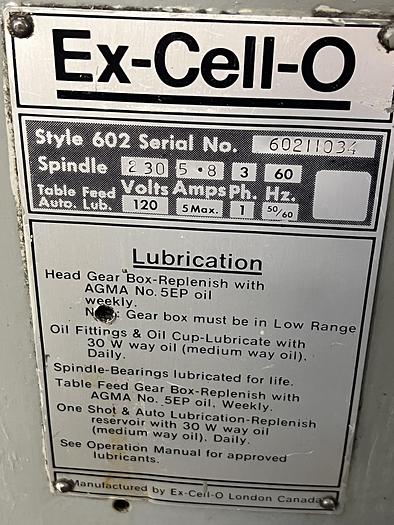 Ex-Cell-O
Style 602 Serial No. 60211034
Spindle 230 5.8 3 60
Table Feed Volts Amps Ph. Hz.
Auto. Lub. 120 5 Max. 1 50/60
Lubrication
Head Gear Box-Replenish with
AGMA No. 5EP oil
weekly.
Gear box must be in Low Range
Oil Fittings & Oil Cup-Lubricate with
30 W way oil (medium way oil),
Daily.
Spindle-Bearings lubricated for life.
Table Feed Gear Box-Replenish with
AGMA No. 5EP oil, Weekly.
One Shot & Auto Lubrication-Replenish
reservoir with 30 W way oil
(medium way oil), Daily.
See Operation Manual for approved
lubricants.
Manufactured by Ex-Cell-O London Canada